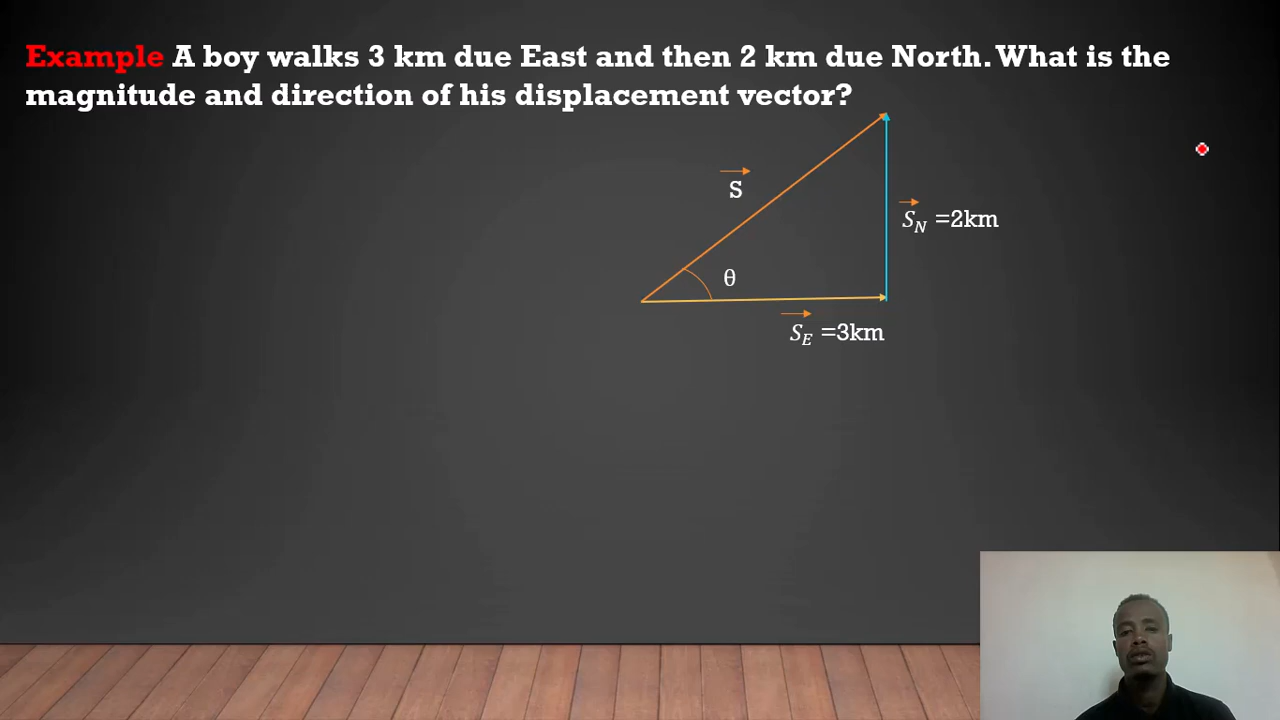 Example A boy walks 3 km due East and then 2 km due North. What is the
magnitude and direction of his displacement vector?
S
S_N =2km
θ
S_E =3km